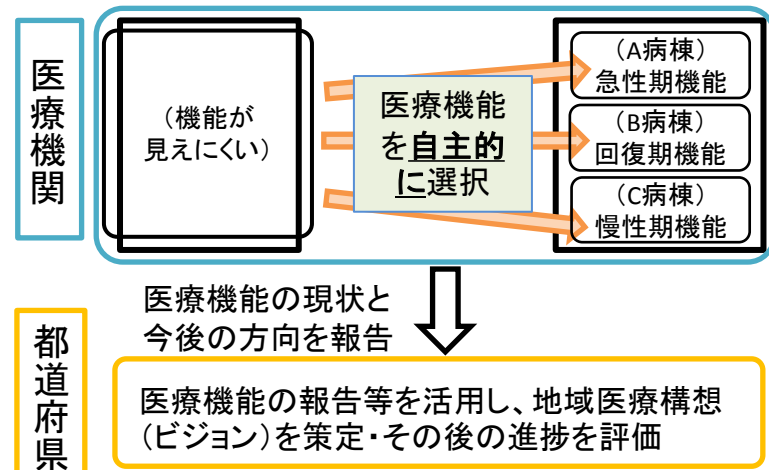 医療機関
(機能が
見えにくい)
医療機能
を自主的
に選択
(A病棟)
急性期機能
(B病棟)
回復期機能
(C病棟)
慢性期機能
医療機能の現状と
今後の方向を報告
都道府県
医療機能の報告等を活用し、地域医療構想
(ビジョン)を策定・その後の進捗を評価